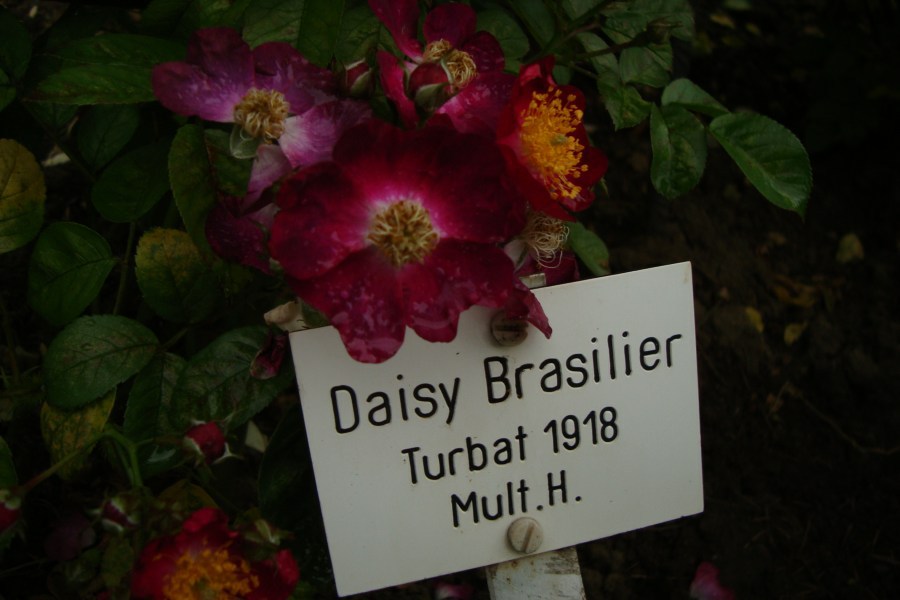 Daisy Brasilier
Turbat 1918
Mult.H.